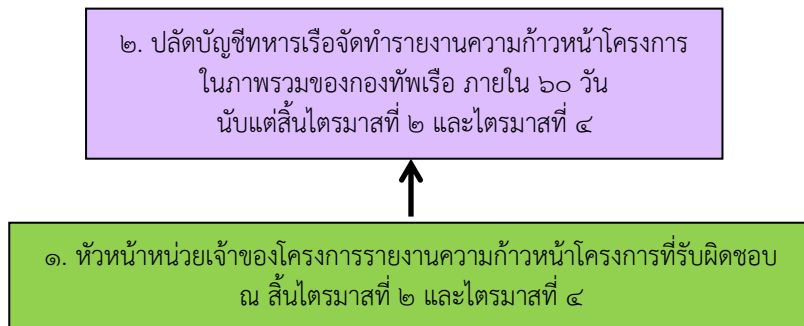 ๒. ปลัดบัญชีทหารเรือจัดทำรายงานความก้าวหน้าโครงการ
ในภาพรวมของกองทัพเรือ ภายใน ๖๐ วัน
นับแต่สิ้นไตรมาสที่ ๒ และไตรมาสที่ ๔
๑. หัวหน้าหน่วยเจ้าของโครงการรายงานความก้าวหน้าโครงการที่รับผิดชอบ
ณ สิ้นไตรมาสที่ ๒ และไตรมาสที่ ๔